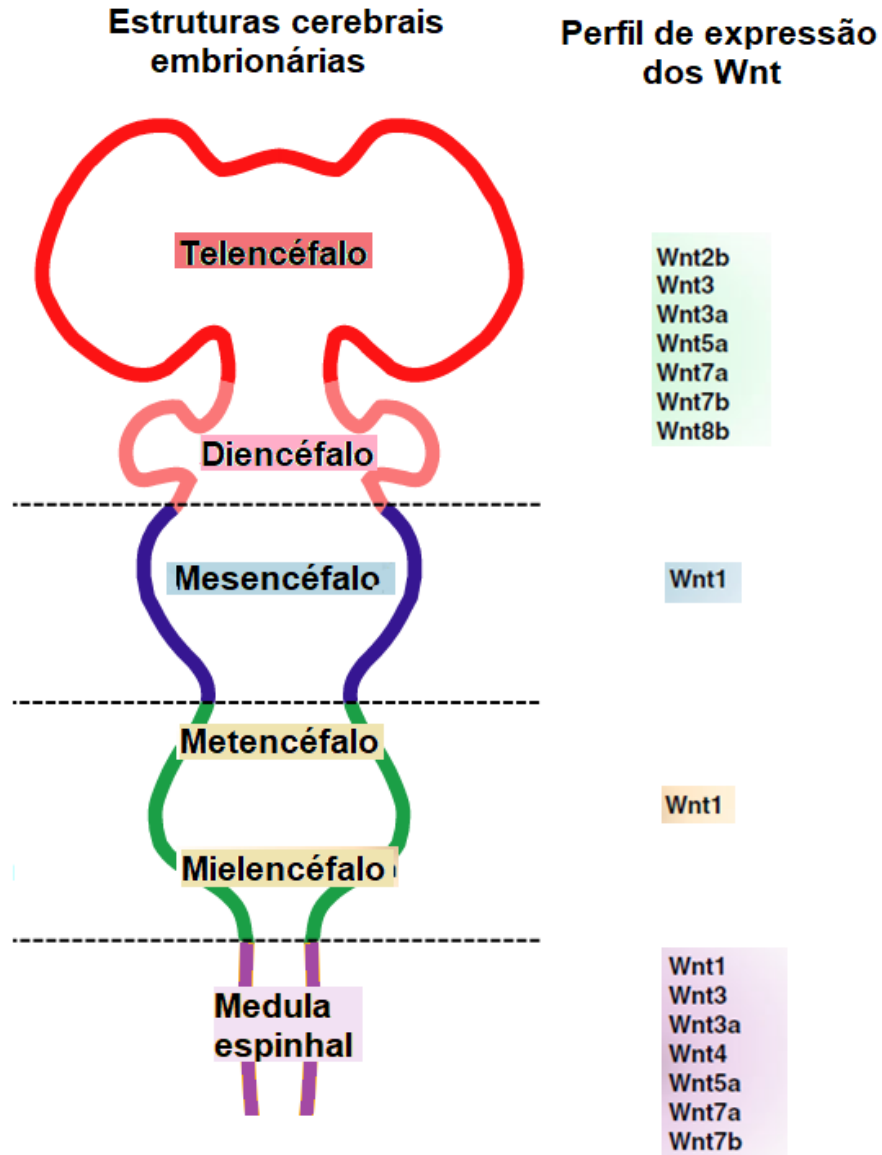 Estruturas cerebrais
embrionárias
Perfil de expressão
dos Wnt
Telencéfalo
Wnt2b
Wnt3
Wnt3a
Wnt5a
Wnt7a
Wnt7b
Wnt8b
Diencéfalo
Mesencéfalo
Wnt1
Metencéfalo
Wnt1
Mielencéfalo
Medula
espinhal
Wnt1
Wnt3
Wnt3a
Wnt4
Wnt5a
Wnt7a
Wnt7b